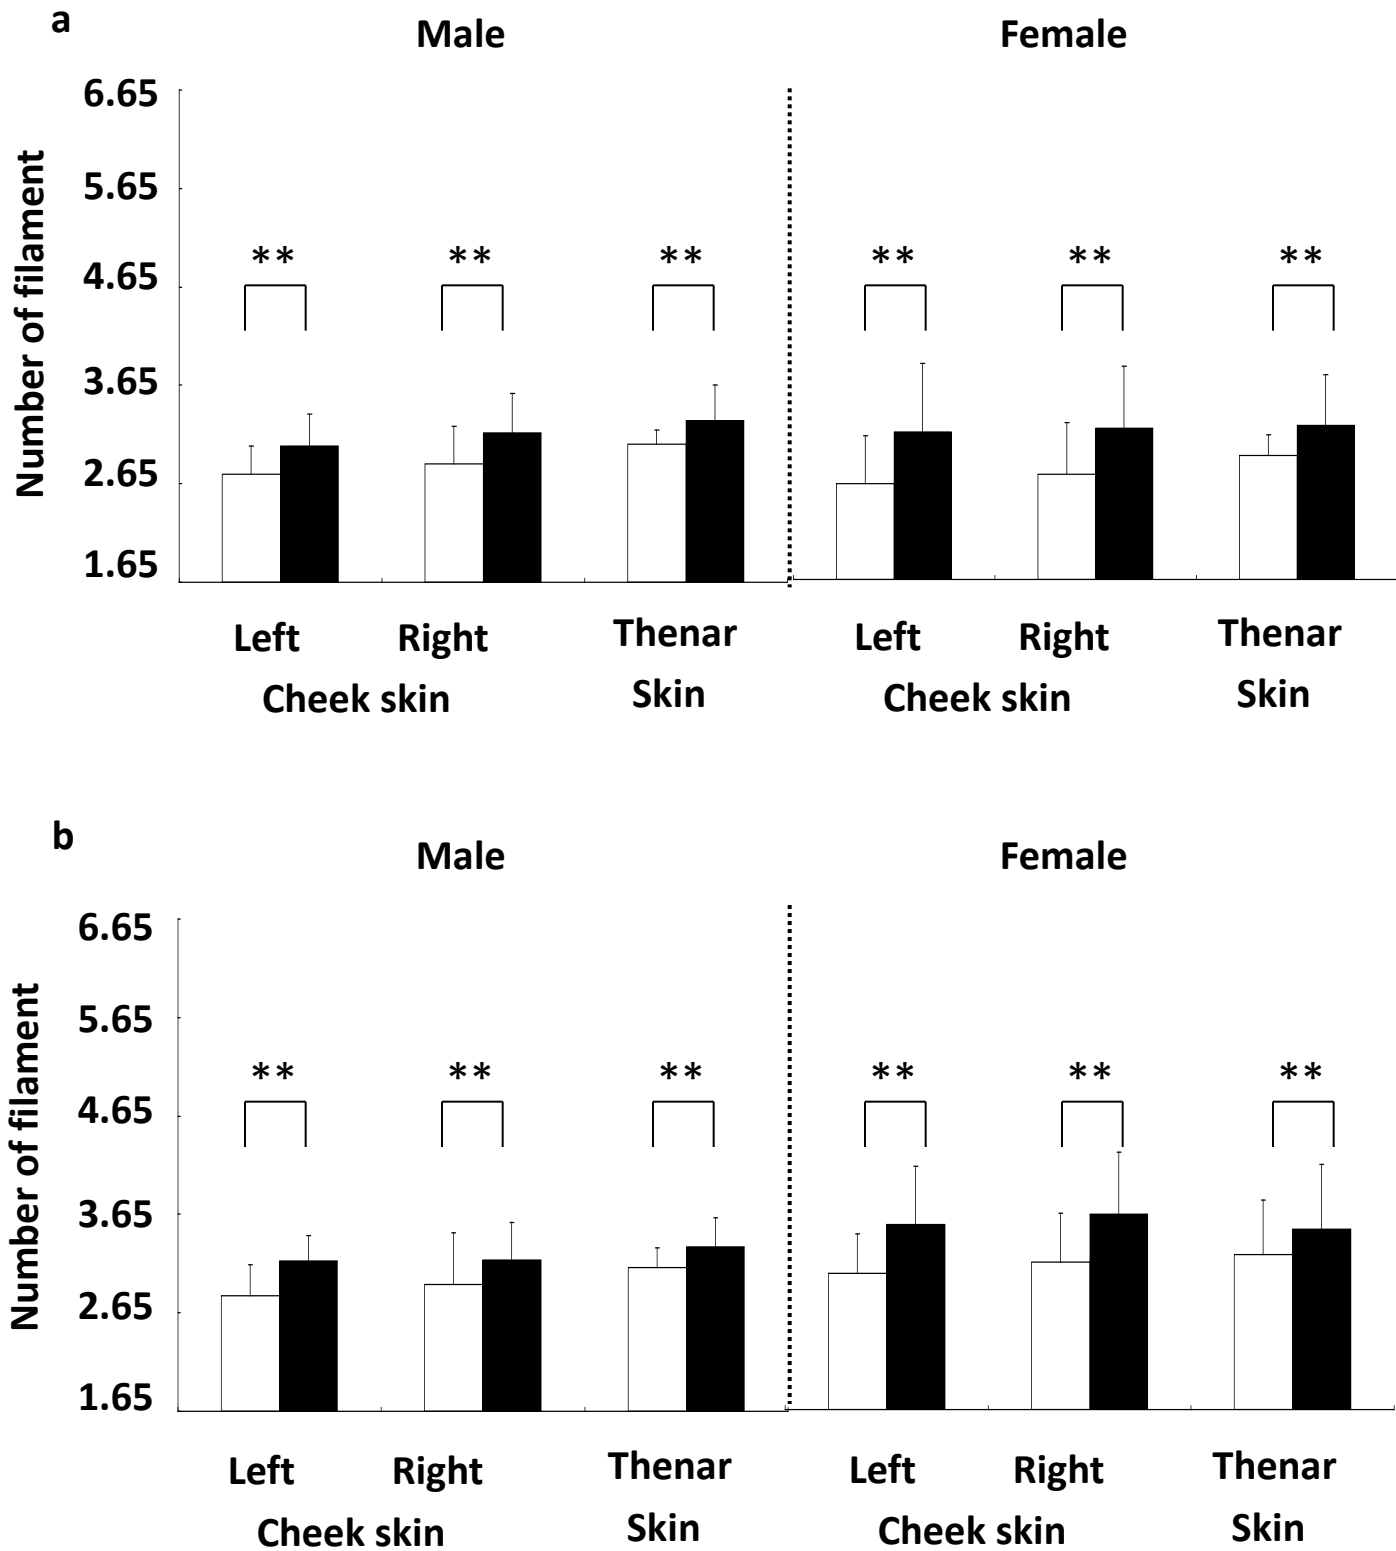 a
Male Female
Number of filament
6.65
5.65
4.65
3.65
2.65
1.65
** ** ** ** ** **
Left Right Thenar Left Right Thenar
Cheek skin Skin Cheek skin Skin
b
Male Female
Number of filament
6.65
5.65
4.65
3.65
2.65
1.65
** ** ** ** ** **
Left Right Thenar Left Right Thenar
Cheek skin Skin Cheek skin Skin